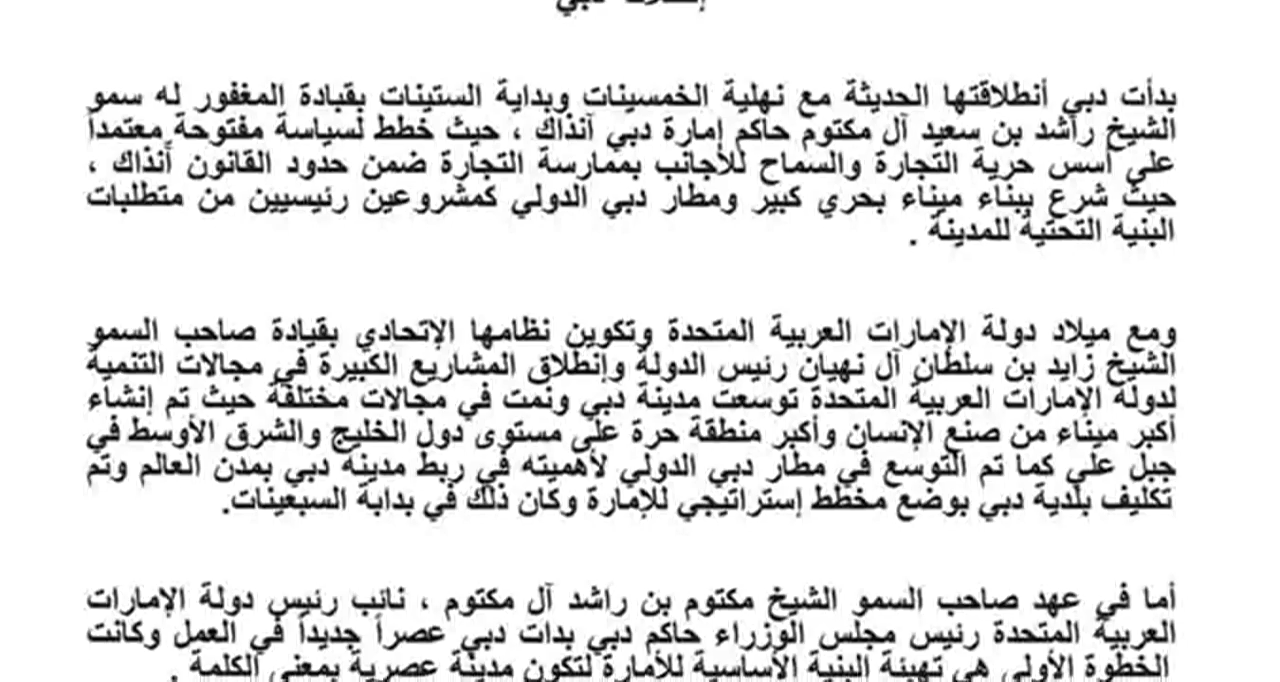 بدأت دبي أنطلاقتها الحديثة مع نهلية الخمسينات وبداية الستينات بقيادة المغفور له سمو
الشيخ راشد بن سعيد آل مكتوم حاكم إمارة دبي آنذاك ، حيث خطط لسياسة مفتوحة معتمداً
على أسس حرية التجارة والسماح للأجانب بممارسة التجارة ضمن حدود القانون أنذاك ،
حيث شرع ببناء ميناء بحري كبير ومطار دبي الدولي كمشروعين رئيسيين من متطلبات
البنية التحتية للمدينة .
ومع ميلاد دولة الإمارات العربية المتحدة وتكوين نظامها الإتحادي بقيادة صاحب السمو
الشيخ زايد بن سلطان آل نهيان رئيس الدولة وإنطلاق المشاريع الكبيرة في مجالات التنمية
لدولة الإمارات العربية المتحدة توسعت مدينة دبي ونمت في مجالات مختلفة حيث تم إنشاء
أكبر ميناء من صنع الإنسان وأكبر منطقة حرة على مستوى دول الخليج والشرق الأوسط في
جبل علي كما تم التوسع في مطار دبي الدولي لأهميته في ربط مدينة دبي بمدن العالم وتم
تكليف بلدية دبي بوضع مخطط إستراتيجي للإمارة وكان ذلك في بداية السبعينات.
أما في عهد صاحب السمو الشيخ مكتوم بن راشد آل مكتوم ، نائب رئيس دولة الإمارات
العربية المتحدة رئيس مجلس الوزراء حاكم دبي بدات دبي عصراً جديداً في العمل وكانت
الخطوة الأولى هي تهيئة البنية الأساسية للأمارة لتكون مدينة عصرية بمعنى الكلمة .